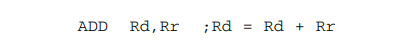 ADD Rd,Rr ;Rd = Rd + Rr